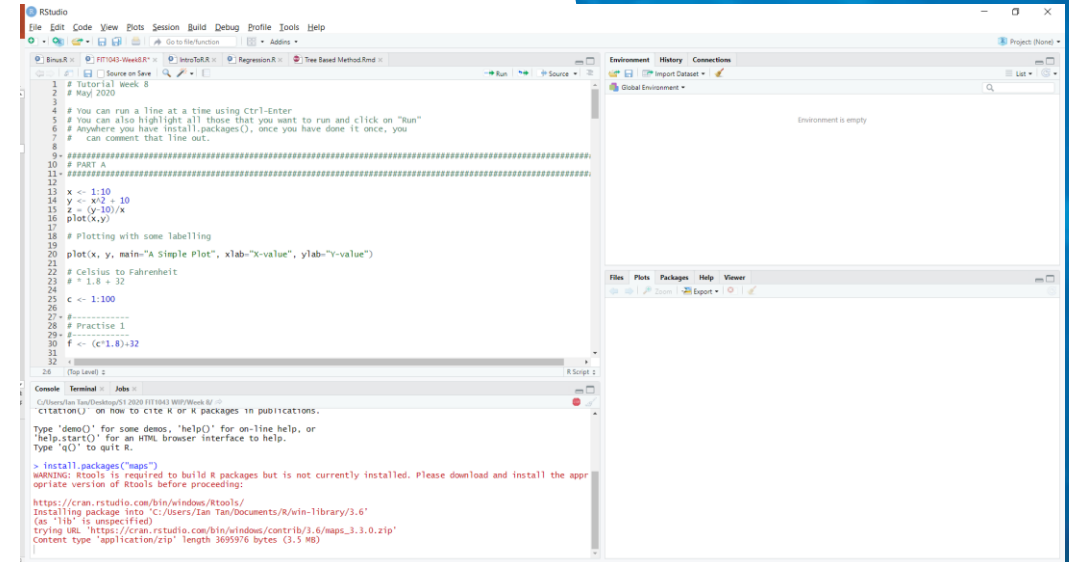 RStudio
File Edit Code View Plots Session Build Debug Profile Tools Help
Go to file/function Addins
Project: (None)
Binus.R FIT1043-Week8.R* IntroToR.R Regression.R Tree Based Method.Rmd
Source on Save Run Source
1 # Tutorial Week 8
2 # May 2020
3
4 # You can run a line at a time using Ctrl-Enter
5 # You can also highlight all those that you want to run and click on "Run"
6 # Anywhere you have install.packages(), once you have done it once, you
7 # can comment that line out.
8
9 ##############################################################################################################
10 # PART A
11 ##############################################################################################################
12
13 x <- 1:10
14 y <- x^2 + 10
15 z = (y-10)/x
16 plot(x,y)
17
18 # Plotting with some labelling
19
20 plot(x, y, main="A Simple Plot", xlab="X-value", ylab="Y-value")
21
22 # Celsius to Fahrenheit
23 # * 1.8 + 32
24
25 c <- 1:100
26
27 #------------
28 # Practise 1
29 #------------
30 f <- (c*1.8)+32
31
32
2:6 (Top Level) R Script
Console Terminal Jobs
C:/Users/Ian Tan/Desktop/S1 2020 FIT1043 WIP/Week 8/
'citation()' on how to cite R or R packages in publications.
Type 'demo()' for some demos, 'help()' for on-line help, or
'help.start()' for an HTML browser interface to help.
Type 'q()' to quit R.
> install.packages("maps")
WARNING: Rtools is required to build R packages but is not currently installed. Please download and install the appr
opriate version of Rtools before proceeding:
https://cran.rstudio.com/bin/windows/Rtools/
Installing package into 'C:/Users/Ian Tan/Documents/R/win-library/3.6'
(as 'lib' is unspecified)
trying URL 'https://cran.rstudio.com/bin/windows/contrib/3.6/maps_3.3.0.zip'
Content type 'application/zip' length 3695976 bytes (3.5 MB)
Environment History Connections
Import Dataset List
Global Environment
Environment is empty
Files Plots Packages Help Viewer
Zoom Export